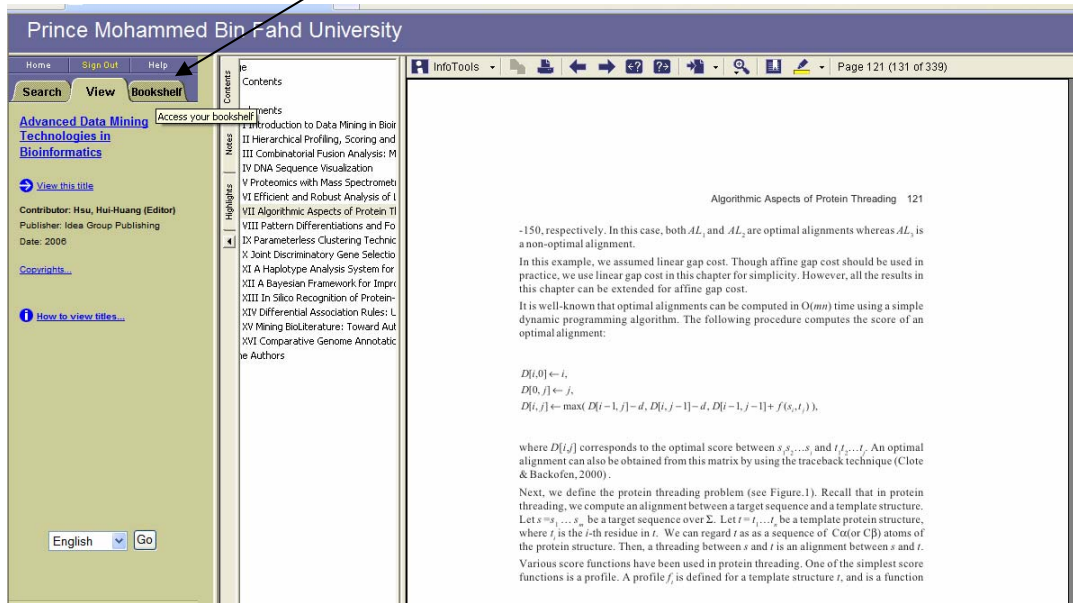 Prince Mohammed Bin Fahd University
Home Sign Out Help
Search View Bookshelf
Access your bookshelf
Advanced Data Mining
Technologies in
Bioinformatics
View this title
Contributor: Hsu, Hui-Huang (Editor)
Publisher: Idea Group Publishing
Date: 2006
Copyrights...
How to view titles...
English Go
Contents
Notes
Highlights
Contents
I Introduction to Data Mining in Bioir
II Hierarchical Profiling, Scoring and
III Combinatorial Fusion Analysis: M
IV DNA Sequence Visualization
V Proteomics with Mass Spectrometr
VI Efficient and Robust Analysis of L
VII Algorithmic Aspects of Protein Tl
VIII Pattern Differentiations and Fo
IX Parameterless Clustering Technic
X Joint Discriminatory Gene Selectio
XI A Haplotype Analysis System for
XII A Bayesian Framework for Impro
XIII In Silico Recognition of Protein-
XIV Differential Association Rules: L
XV Mining BioLiterature: Toward Aut
XVI Comparative Genome Annotatic
e Authors
InfoTools Page 121 (131 of 339)
Algorithmic Aspects of Protein Threading 121
-150, respectively. In this case, both AL₁ and AL₂ are optimal alignments whereas AL₃ is
a non-optimal alignment.
In this example, we assumed linear gap cost. Though affine gap cost should be used in
practice, we use linear gap cost in this chapter for simplicity. However, all the results in
this chapter can be extended for affine gap cost.
It is well-known that optimal alignments can be computed in O(mn) time using a simple
dynamic programming algorithm. The following procedure computes the score of an
optimal alignment:
D[i,0] ← i,
D[0, j] ← j,
D[i, j] ← max( D[i−1, j]−d, D[i, j−1]−d, D[i−1, j−1]+ f(sᵢ,tⱼ) ),
where D[i,j] corresponds to the optimal score between s₁s₂…sᵢ and t₁t₂…tⱼ. An optimal
alignment can also be obtained from this matrix by using the traceback technique (Clote
& Backofen, 2000).
Next, we define the protein threading problem (see Figure.1). Recall that in protein
threading, we compute an alignment between a target sequence and a template structure.
Let s=s₁ … sₘ be a target sequence over Σ. Let t = t₁…tₙ be a template protein structure,
where tᵢ is the i-th residue in t. We can regard t as as a sequence of Cα(or Cβ) atoms of
the protein structure. Then, a threading between s and t is an alignment between s and t.
Various score functions have been used in protein threading. One of the simplest score
functions is a profile. A profile fᵢ is defined for a template structure t, and is a function